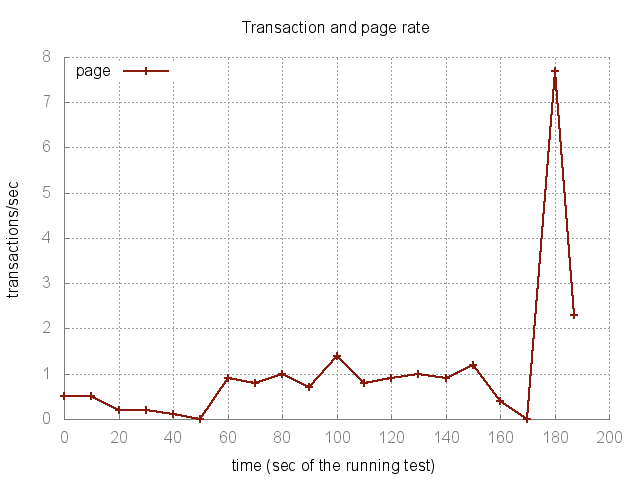 Transaction and page rate
8
page
7
6
5
4
3
2
1
0
transactions/sec
0 20 40 60 80 100 120 140 160 180 200
time (sec of the running test)